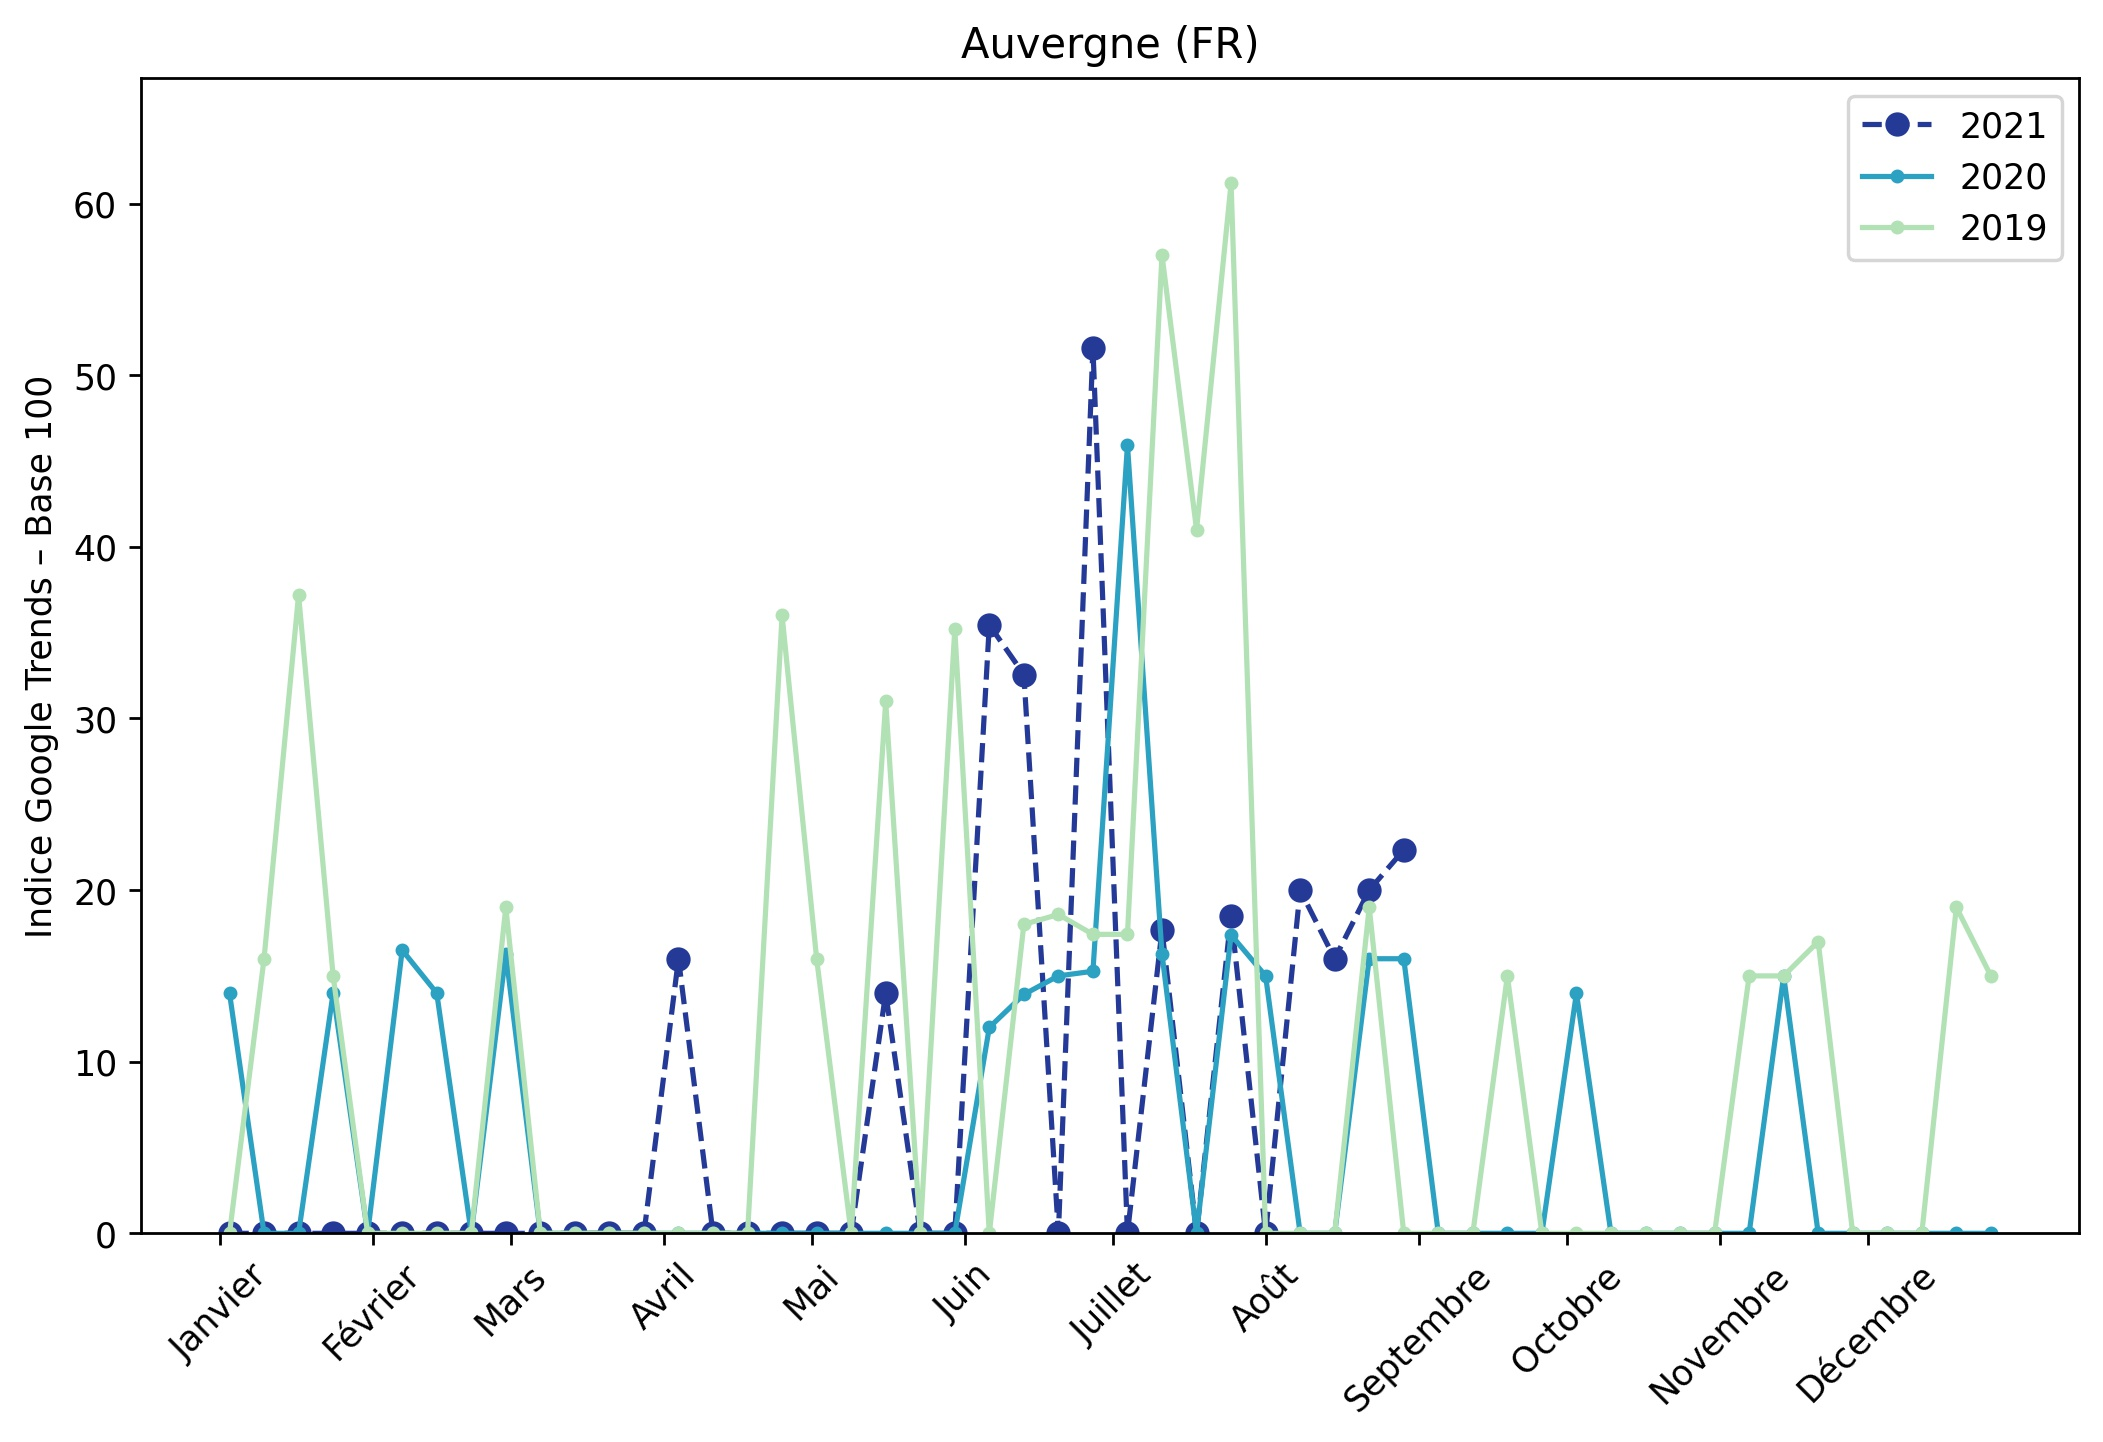 Auvergne (FR)
Indice Google Trends – Base 100
60
50
40
30
20
10
0
2021
2020
2019
Janvier
Février
Mars
Avril
Mai
Juin
Juillet
Août
Septembre
Octobre
Novembre
Décembre